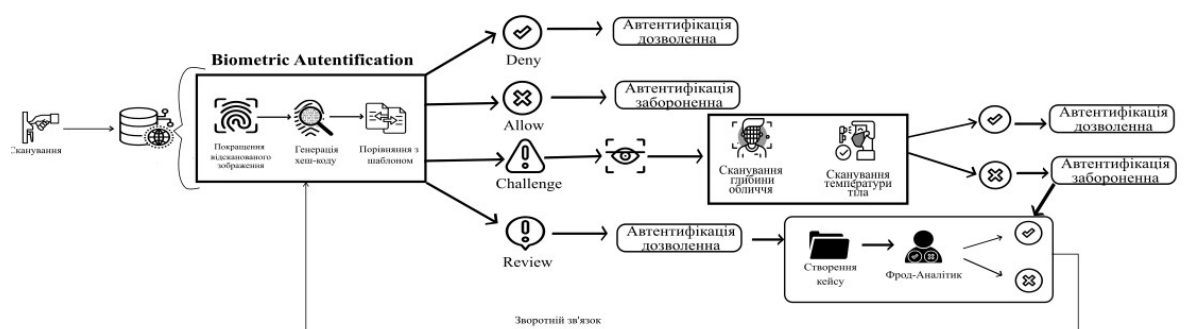 Biometric Autentification
Сканування
Покращення
відсканованого
зображення
Генерація
хеш-коду
Порівняння з
шаблоном
Deny
Автентифікація
дозволенна
Allow
Автентифікація
забороненна
Challenge
Сканування
глибини
обличчя
Сканування
температури
тіла
Автентифікація
дозволенна
Автентифікація
забороненна
Review
Автентифікація
дозволенна
Створення
кейсу
Фрод-Аналітик
Зворотній зв'язок